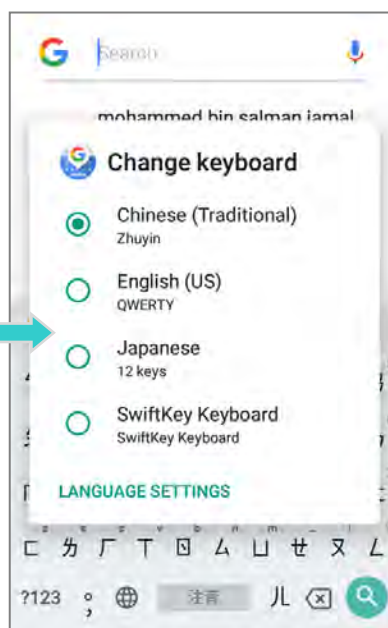 Search
mohammed bin salman jamal
Change keyboard
Chinese (Traditional)
Zhuyin
English (US)
QWERTY
Japanese
12 keys
SwiftKey Keyboard
SwiftKey Keyboard
LANGUAGE SETTINGS
ㄈ ㄌ ㄏ ㄒ ㄖ ㄙ ㄩ ㄝ ㄡ ㄥ
?123 ° , 注音 ㄦ